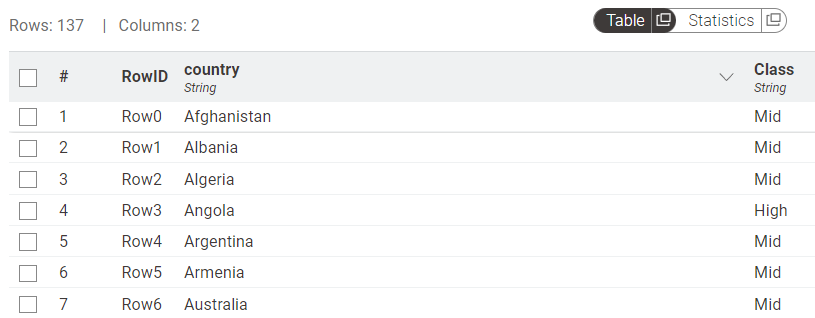 Rows: 137 | Columns: 2 Table Statistics
# RowID country Class
String String
1 Row0 Afghanistan Mid
2 Row1 Albania Mid
3 Row2 Algeria Mid
4 Row3 Angola High
5 Row4 Argentina Mid
6 Row5 Armenia Mid
7 Row6 Australia Mid